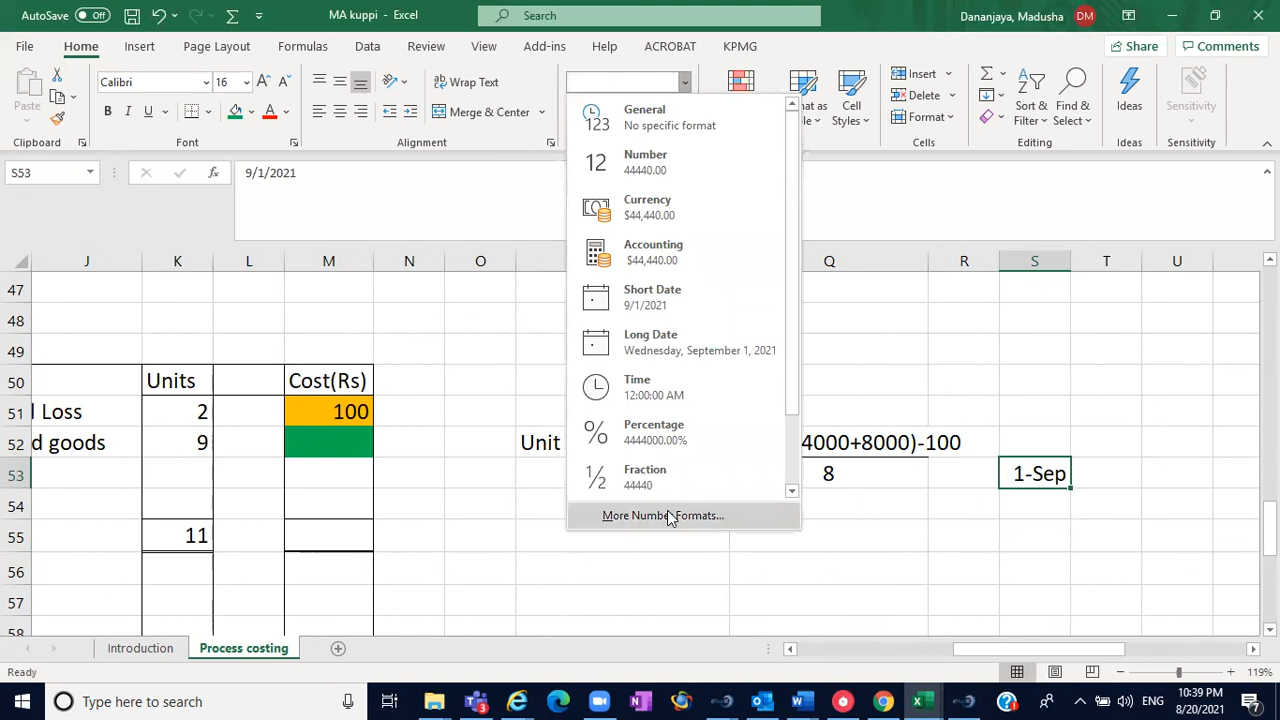 AutoSave Off MA kuppi - Excel Search Dananjaya, Madusha DM
File Home Insert Page Layout Formulas Data Review View Add-ins Help ACROBAT KPMG Share Comments
Calibri 16 Wrap Text Insert
Paste B I U Merge & Center Delete Sort & Filter Find & Select Ideas Sensitivity
as Cell Styles Format
Clipboard Font Alignment Cells Editing Ideas Sensitivity
S53 fx 9/1/2021
General
123 No specific format
Number
12 44440.00
Currency
$44,440.00
Accounting
$44,440.00
Short Date
9/1/2021
Long Date
Wednesday, September 1, 2021
Time
12:00:00 AM
Percentage
% 4444000.00%
Fraction
½ 44440
More Number Formats...
J K L M N O Q R S T U
47
48
49
50 Units Cost(Rs)
51 l Loss 2 100
52 d goods 9 Unit 4000+8000)-100
53 8 1-Sep
54
55 11
56
57
58
Introduction Process costing
Ready 119%
Type here to search ENG 10:39 PM
8/20/2021